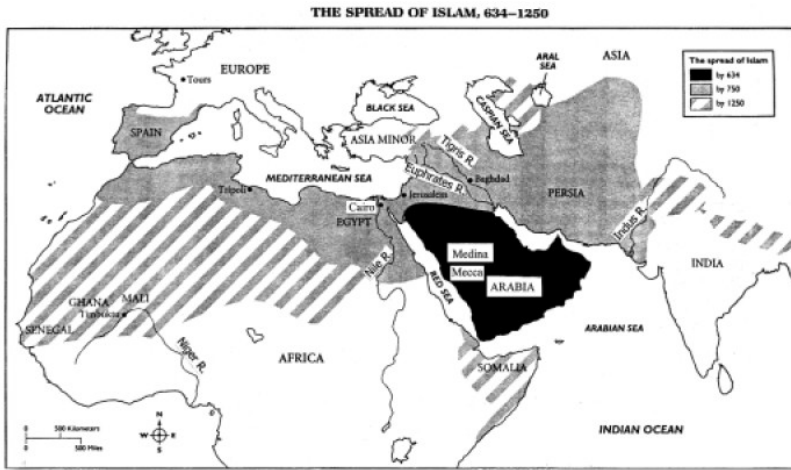 THE SPREAD OF ISLAM, 634–1250
ASIA
ARAL
SEA
The spread of Islam
by 634
by 750
by 1250
EUROPE
Tours
ATLANTIC
OCEAN
BLACK SEA
CASPIAN SEA
SPAIN
ASIA MINOR
Tigris R.
MEDITERRANEAN SEA
Euphrates R.
Baghdad
Tripoli
Jerusalem
PERSIA
Cairo
EGYPT
Indus R.
Nile R.
Medina
Mecca
INDIA
ARABIA
RED SEA
GHANA
MALI
Timbuktu
SENEGAL
ARABIAN SEA
Niger R.
AFRICA
SOMALIA
N
W
E
S
0
500 Kilometers
0
500 Miles
INDIAN OCEAN